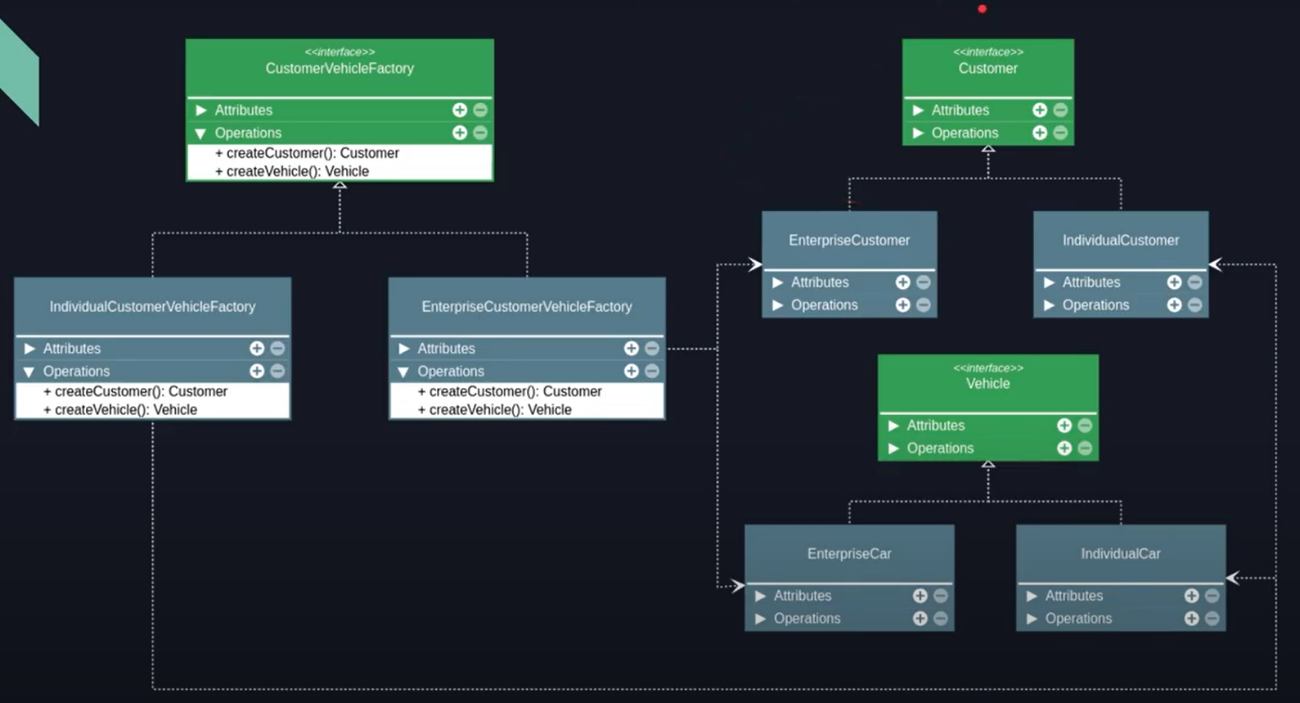 <<interface>>
CustomerVehicleFactory
Attributes
Operations
+ createCustomer(): Customer
+ createVehicle(): Vehicle
<<interface>>
Customer
Attributes
Operations
IndividualCustomerVehicleFactory
Attributes
Operations
+ createCustomer(): Customer
+ createVehicle(): Vehicle
EnterpriseCustomerVehicleFactory
Attributes
Operations
+ createCustomer(): Customer
+ createVehicle(): Vehicle
EnterpriseCustomer
Attributes
Operations
IndividualCustomer
Attributes
Operations
<<interface>>
Vehicle
Attributes
Operations
EnterpriseCar
Attributes
Operations
IndividualCar
Attributes
Operations